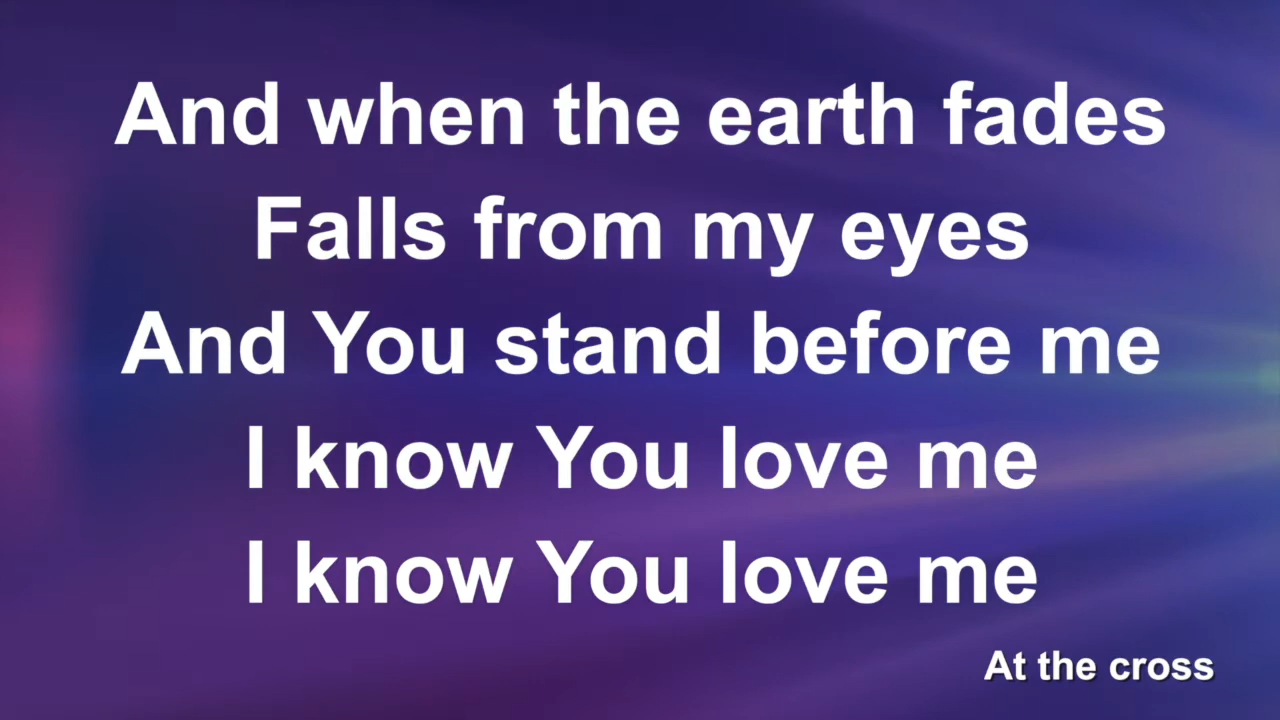 And when the earth fades
Falls from my eyes
And You stand before me
I know You love me
I know You love me
At the cross